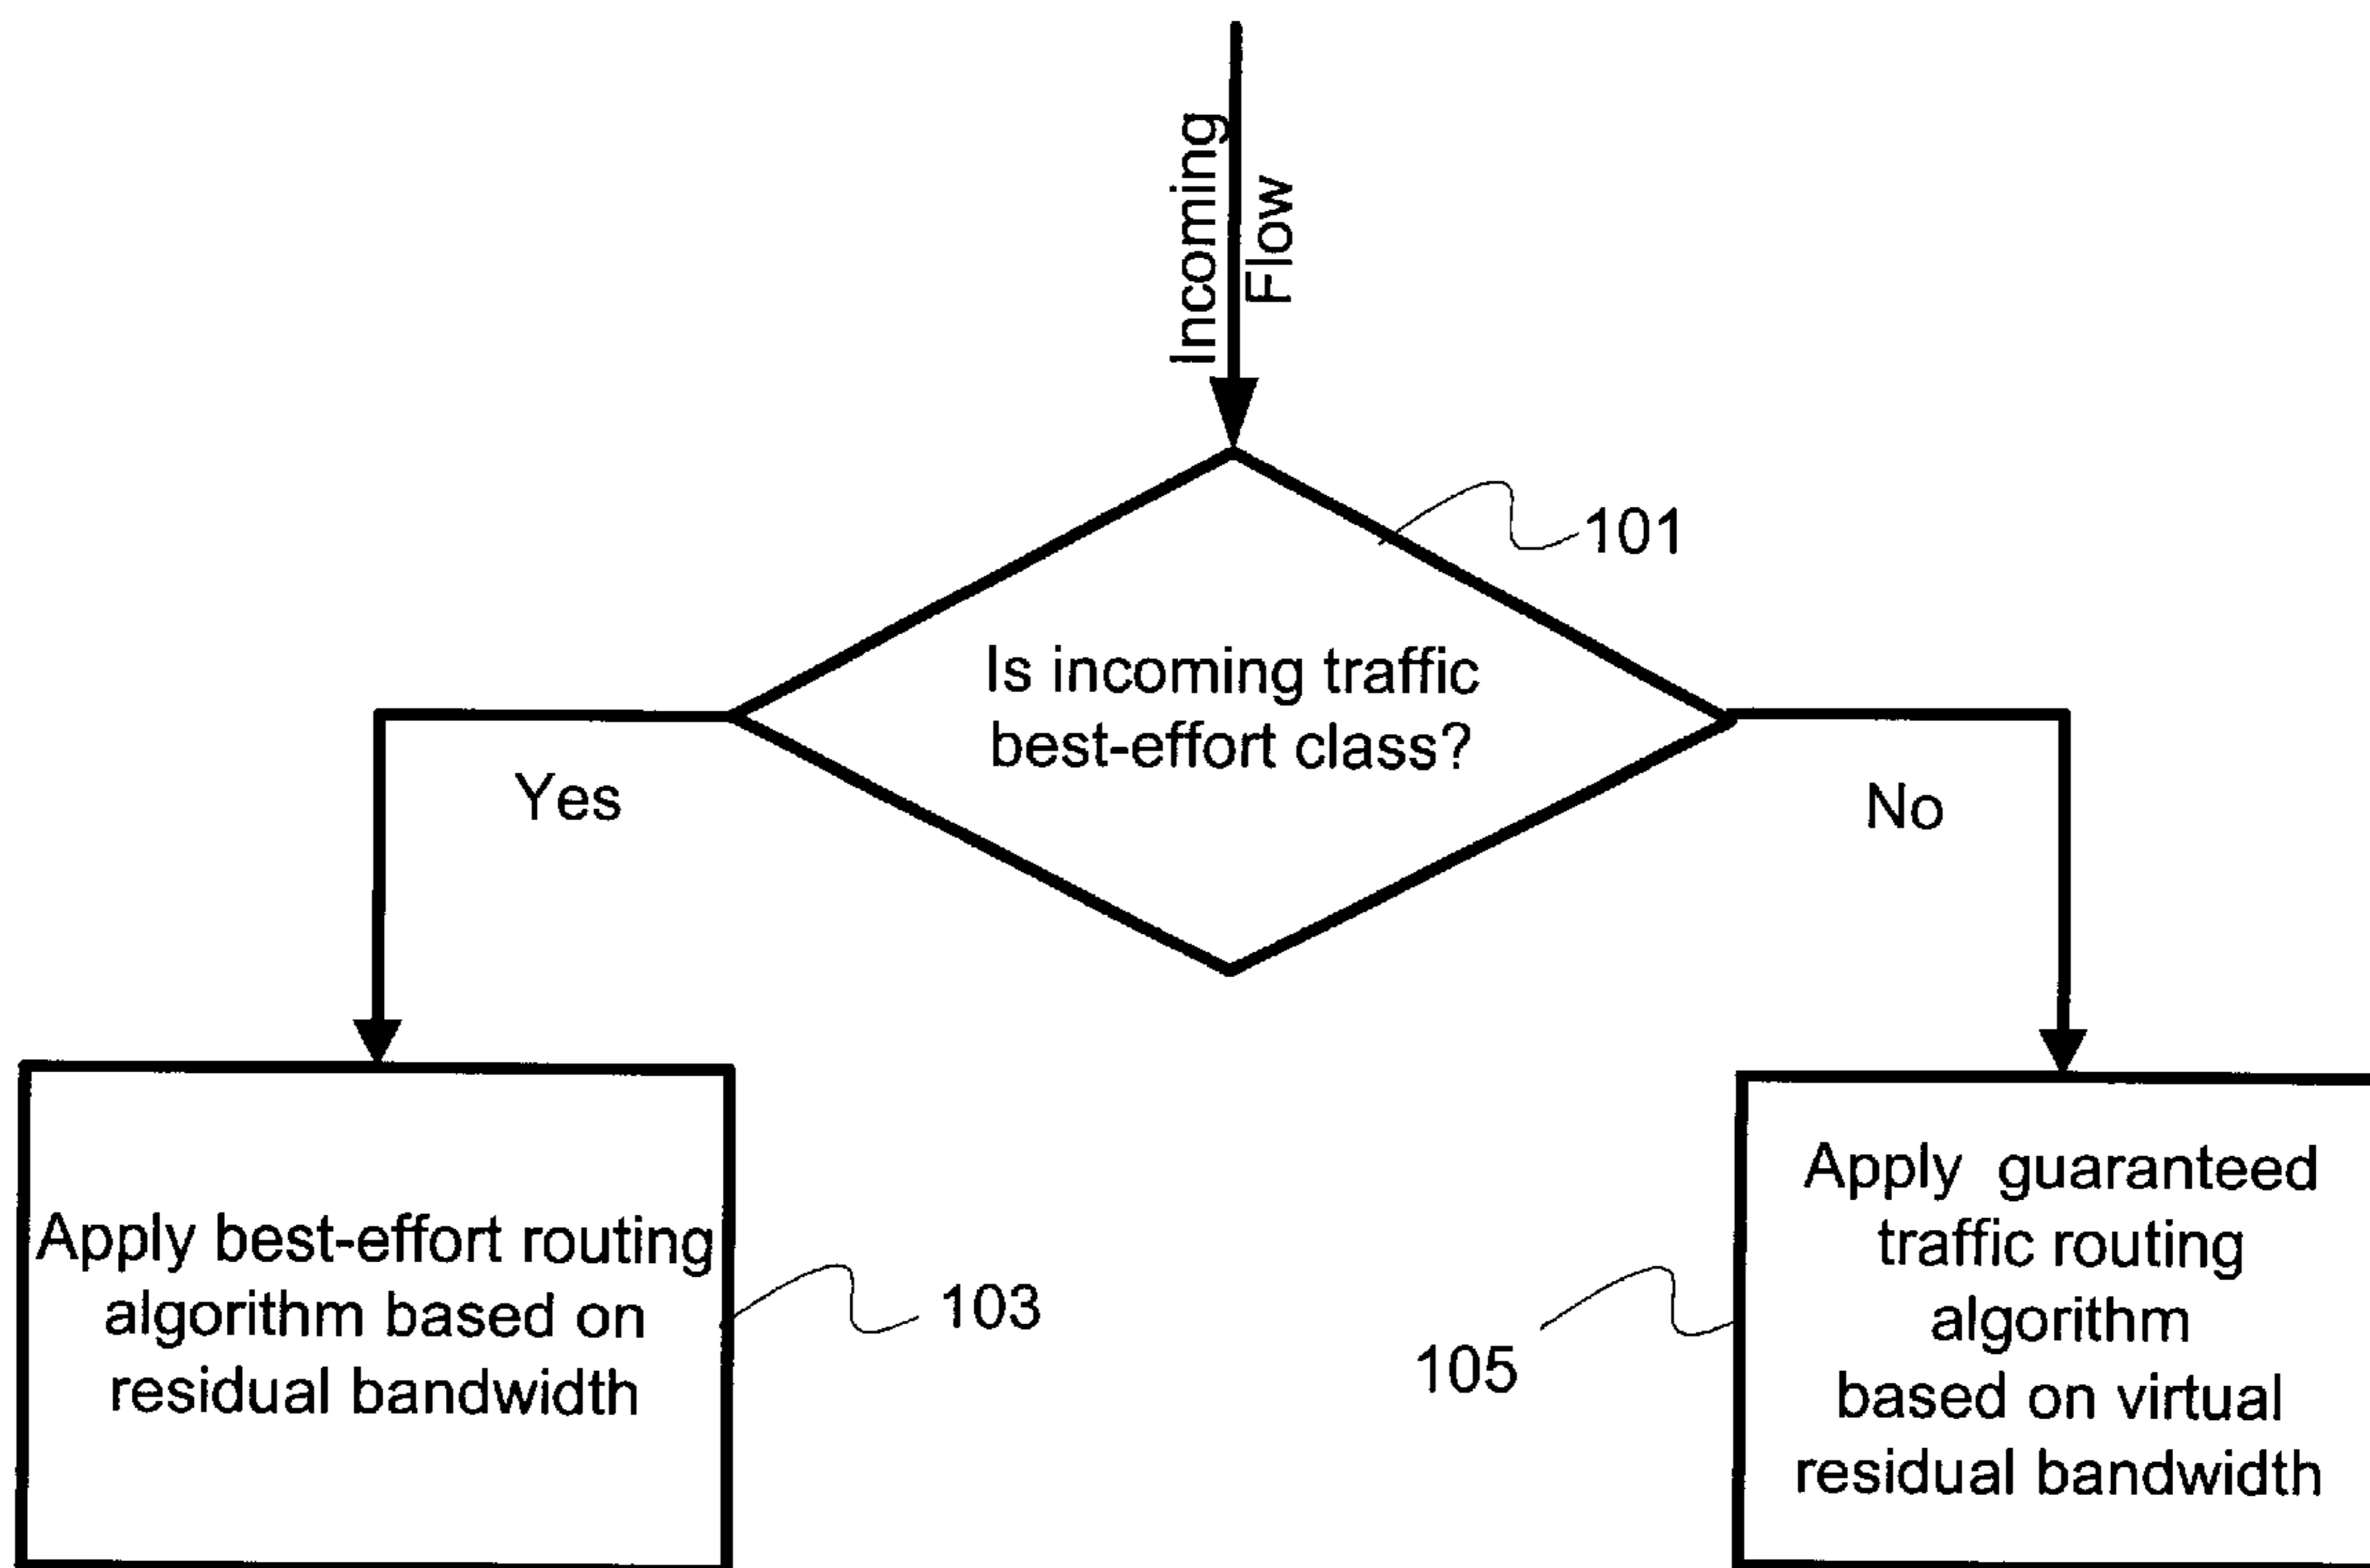 Incoming
Flow
101
Is incoming traffic
best-effort class?
Yes
No
Apply best-effort routing
algorithm based on
residual bandwidth
103
105
Apply guaranteed
traffic routing
algorithm
based on virtual
residual bandwidth